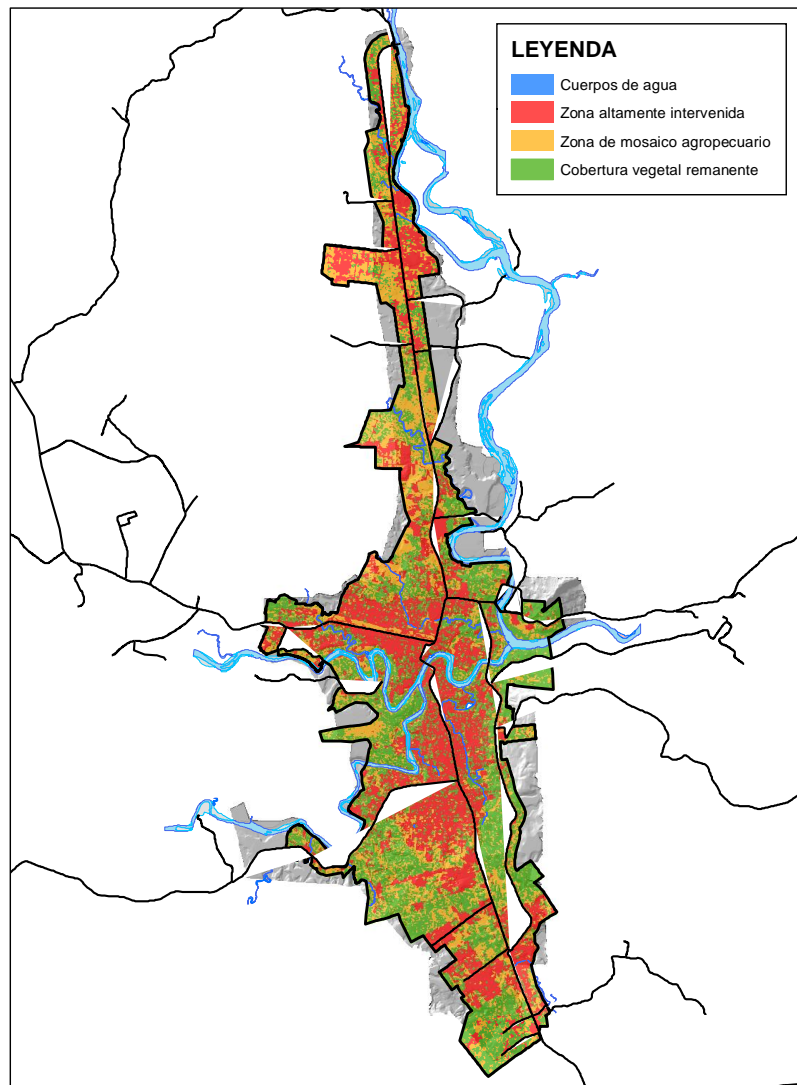 LEYENDA
Cuerpos de agua
Zona altamente intervenida
Zona de mosaico agropecuario
Cobertura vegetal remanente